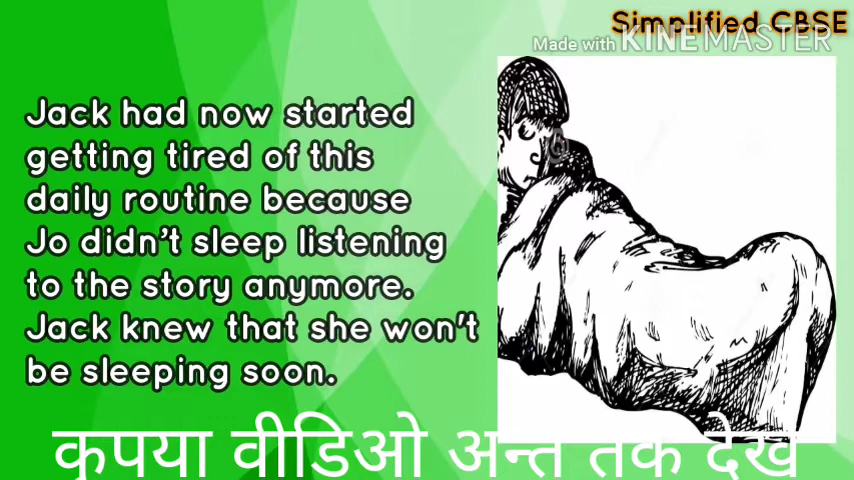 Simplified CBSE
Made with KINEMASTER
Jack had now started
getting tired of this
daily routine because
Jo didn't sleep listening
to the story anymore.
Jack knew that she won't
be sleeping soon.
कृपया वीडिओ अन्त तक देखें